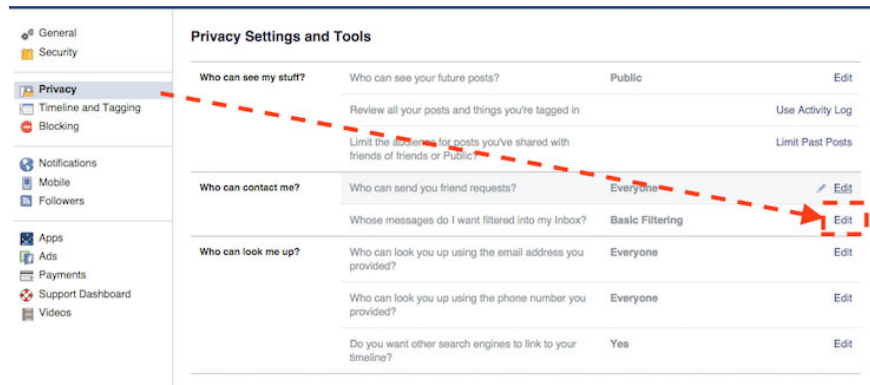 General
Security
Privacy
Timeline and Tagging
Blocking
Notifications
Mobile
Followers
Apps
Ads
Payments
Support Dashboard
Videos
Privacy Settings and Tools
Who can see my stuff?
Who can see your future posts?
Public
Edit
Review all your posts and things you're tagged in
Use Activity Log
Limit the audience for posts you've shared with
friends of friends or Public?
Limit Past Posts
Who can contact me?
Who can send you friend requests?
Everyone
Edit
Whose messages do I want filtered into my Inbox?
Basic Filtering
Edit
Who can look me up?
Who can look you up using the email address you
provided?
Everyone
Edit
Who can look you up using the phone number you
provided?
Everyone
Edit
Do you want other search engines to link to your
timeline?
Yes
Edit